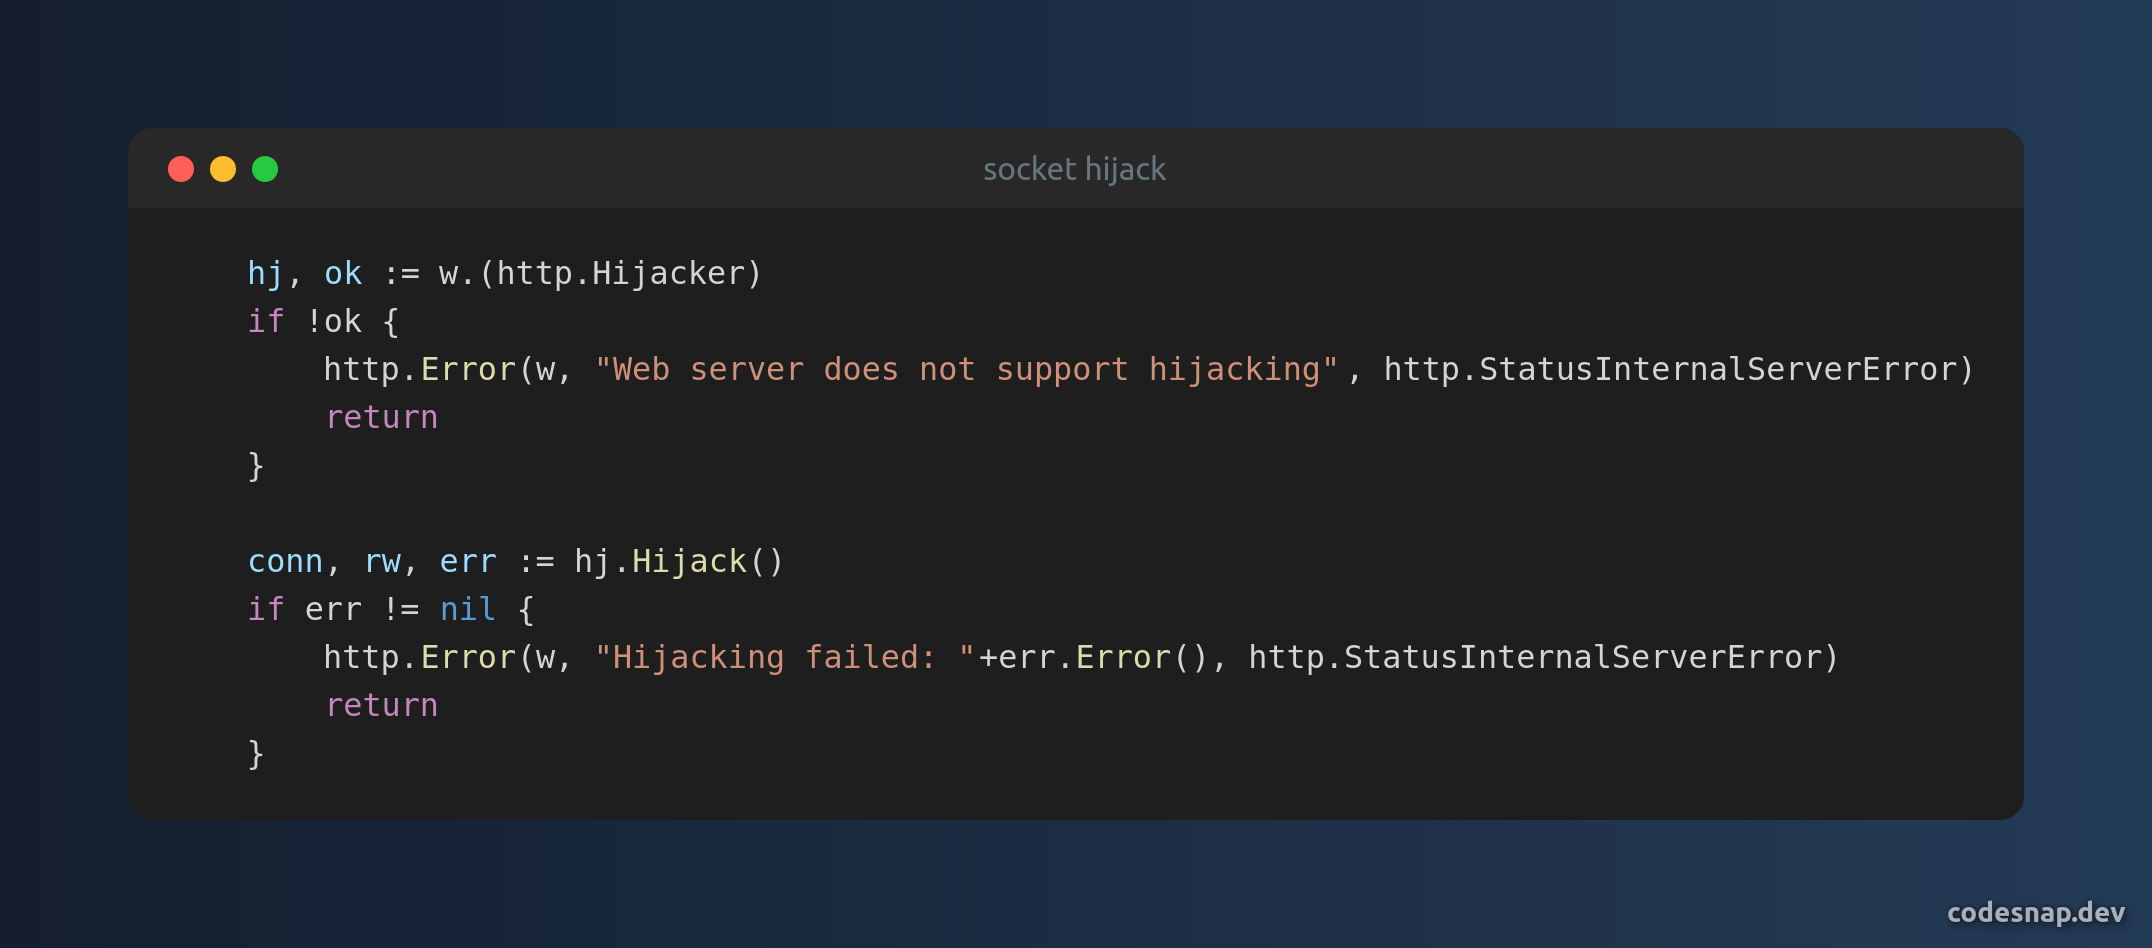 socket hijack
hj, ok := w.(http.Hijacker)
if !ok {
    http.Error(w, "Web server does not support hijacking", http.StatusInternalServerError)
    return
}

conn, rw, err := hj.Hijack()
if err != nil {
    http.Error(w, "Hijacking failed: "+err.Error(), http.StatusInternalServerError)
    return
}
codesnap.dev